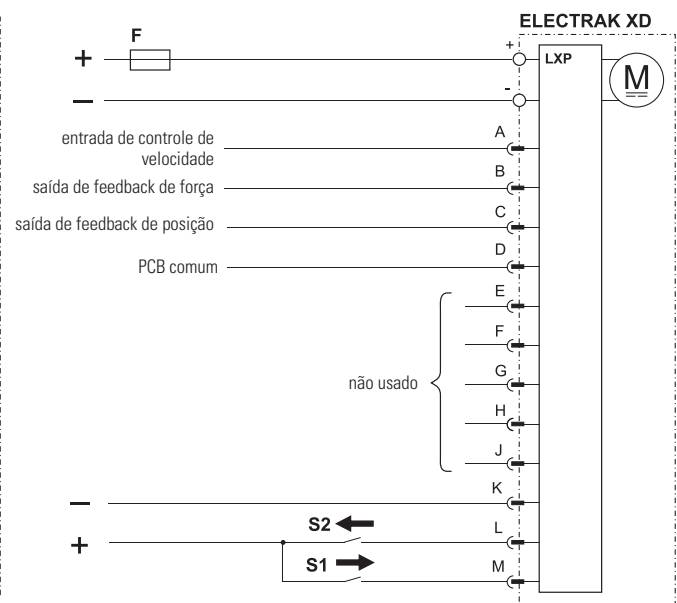 ELECTRAK XD
F
+
+
LXP
M
—
-
A
entrada de controle de
velocidade
B
saída de feedback de força
C
saída de feedback de posição
D
PCB comum
E
F
G
não usado
H
J
K
—
S2
L
+
S1
M